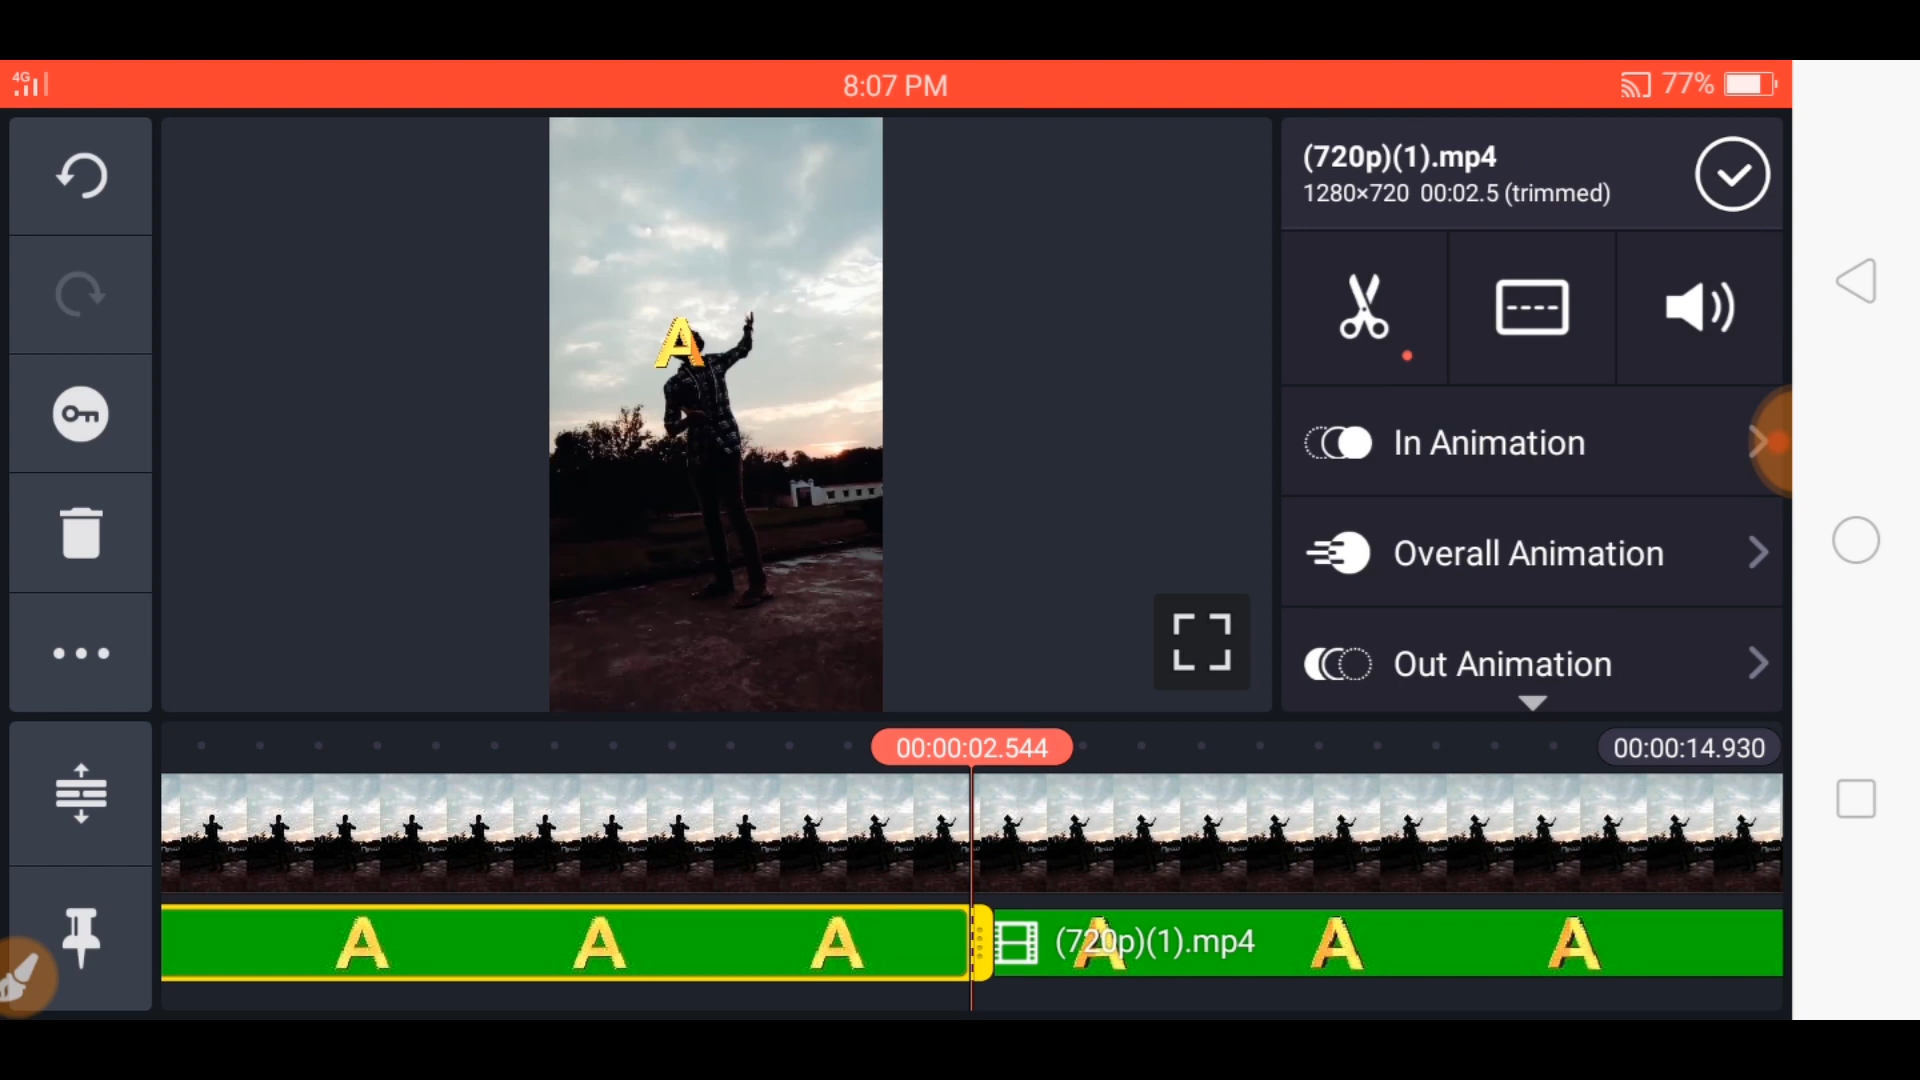 4G
8:07 PM
77%
(720p)(1).mp4
1280×720 00:02.5 (trimmed)
In Animation
Overall Animation
Out Animation
A
00:00:02.544
00:00:14.930
A A A (720p)(1).mp4 A A A